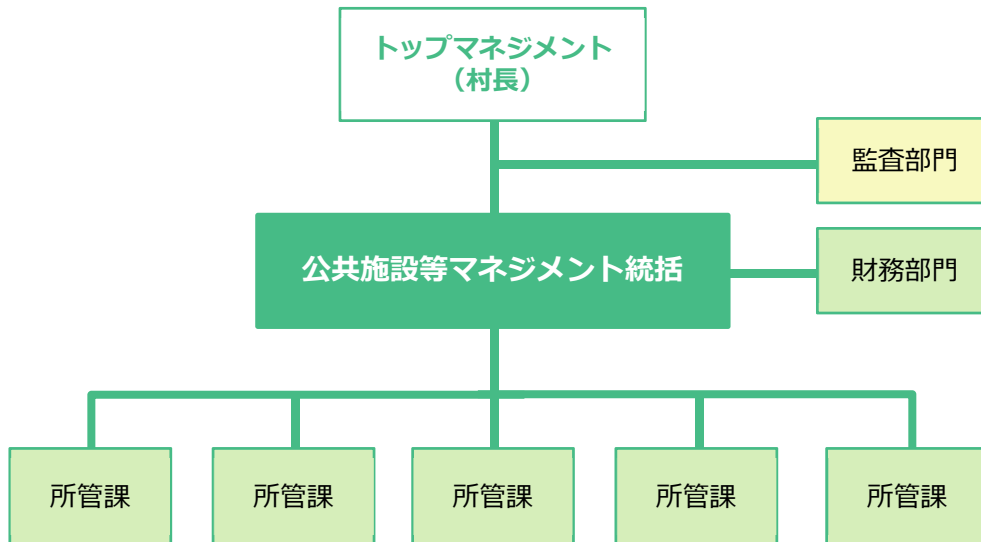 トップマネジメント
（村長）
監査部門
公共施設等マネジメント統括
財務部門
所管課
所管課
所管課
所管課
所管課